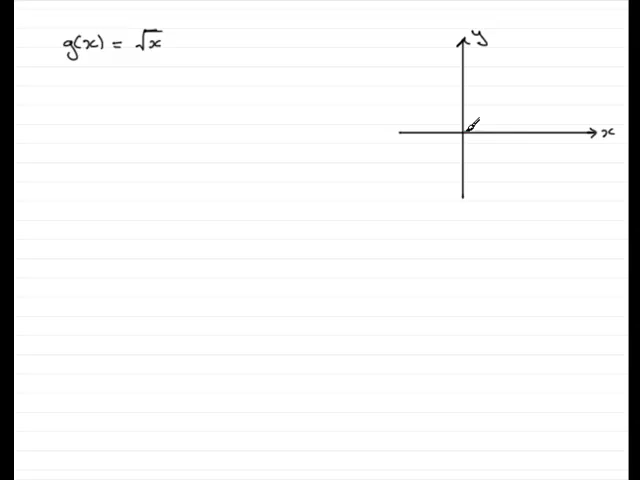 g(x) = √x
y
x